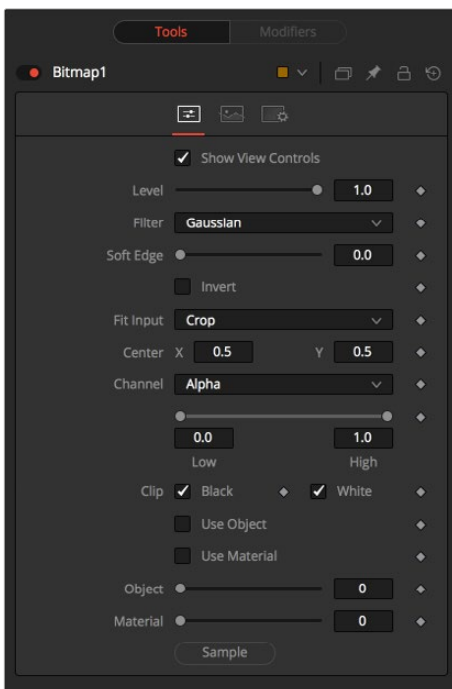 Tools Modifiers
Bitmap1
Show View Controls
Level 1.0
Filter Gaussian
Soft Edge 0.0
Invert
Fit Input Crop
Center X 0.5 Y 0.5
Channel Alpha
0.0 1.0
Low High
Clip Black White
Use Object
Use Material
Object 0
Material 0
Sample